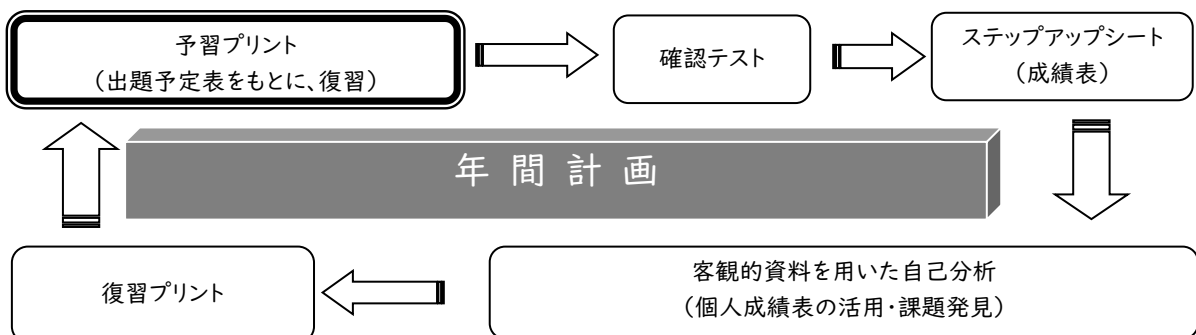 予習プリント
（出題予定表をもとに、復習）
確認テスト
ステップアップシート
（成績表）
年間計画
復習プリント
客観的資料を用いた自己分析
（個人成績表の活用・課題発見）